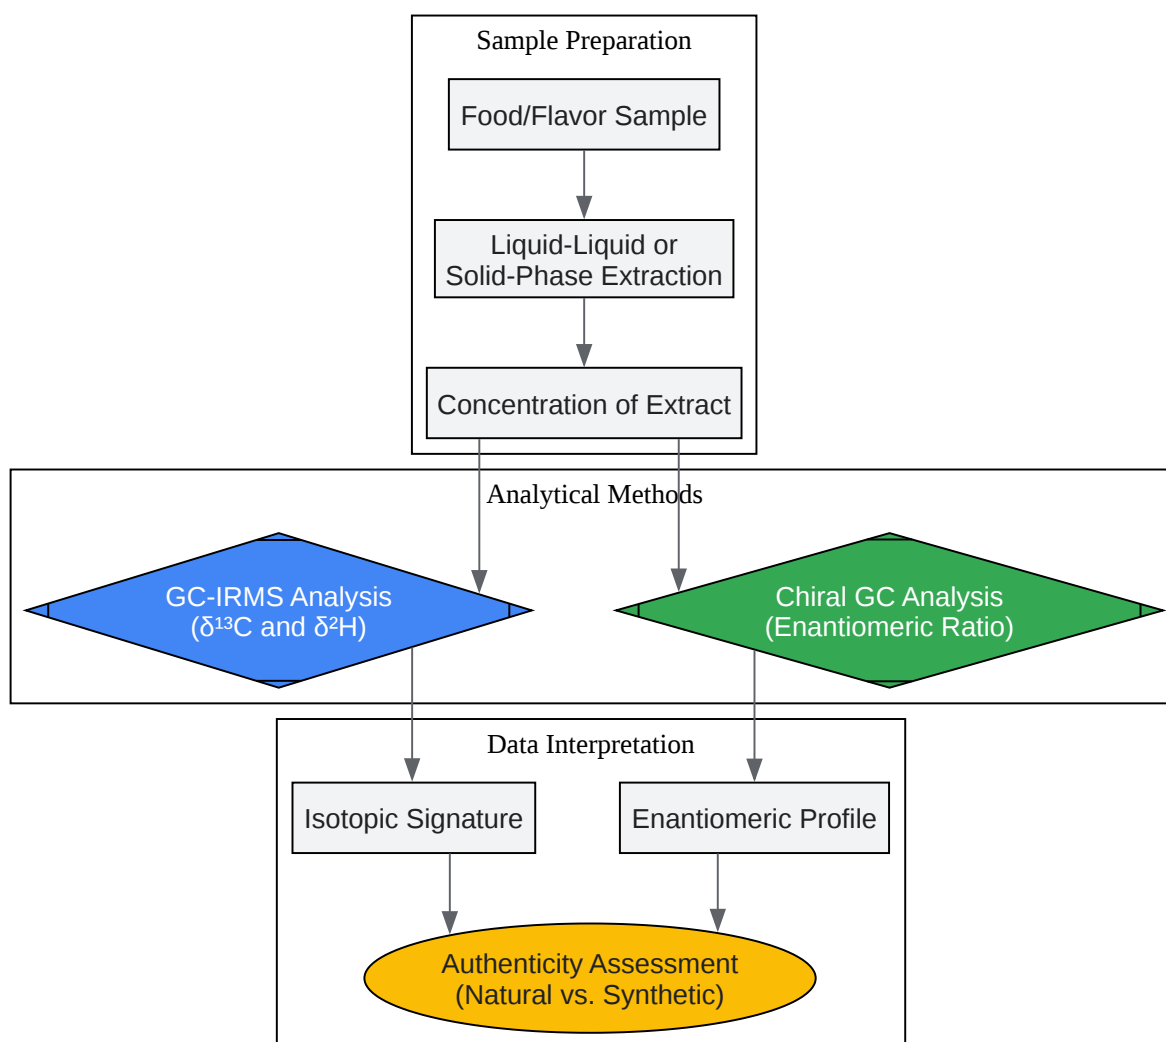 Sample Preparation
Food/Flavor Sample
Liquid-Liquid or
Solid-Phase Extraction
Concentration of Extract
Analytical Methods
GC-IRMS Analysis
(δ¹³C and δ²H)
Chiral GC Analysis
(Enantiomeric Ratio)
Data Interpretation
Isotopic Signature
Enantiomeric Profile
Authenticity Assessment
(Natural vs. Synthetic)